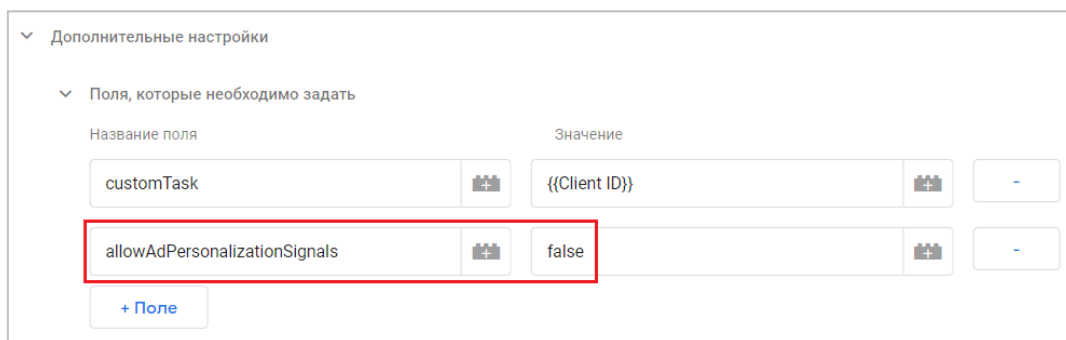 Дополнительные настройки
Поля, которые необходимо задать
Название поля Значение
customTask {{Client ID}} -
allowAdPersonalizationSignals false -
+ Поле